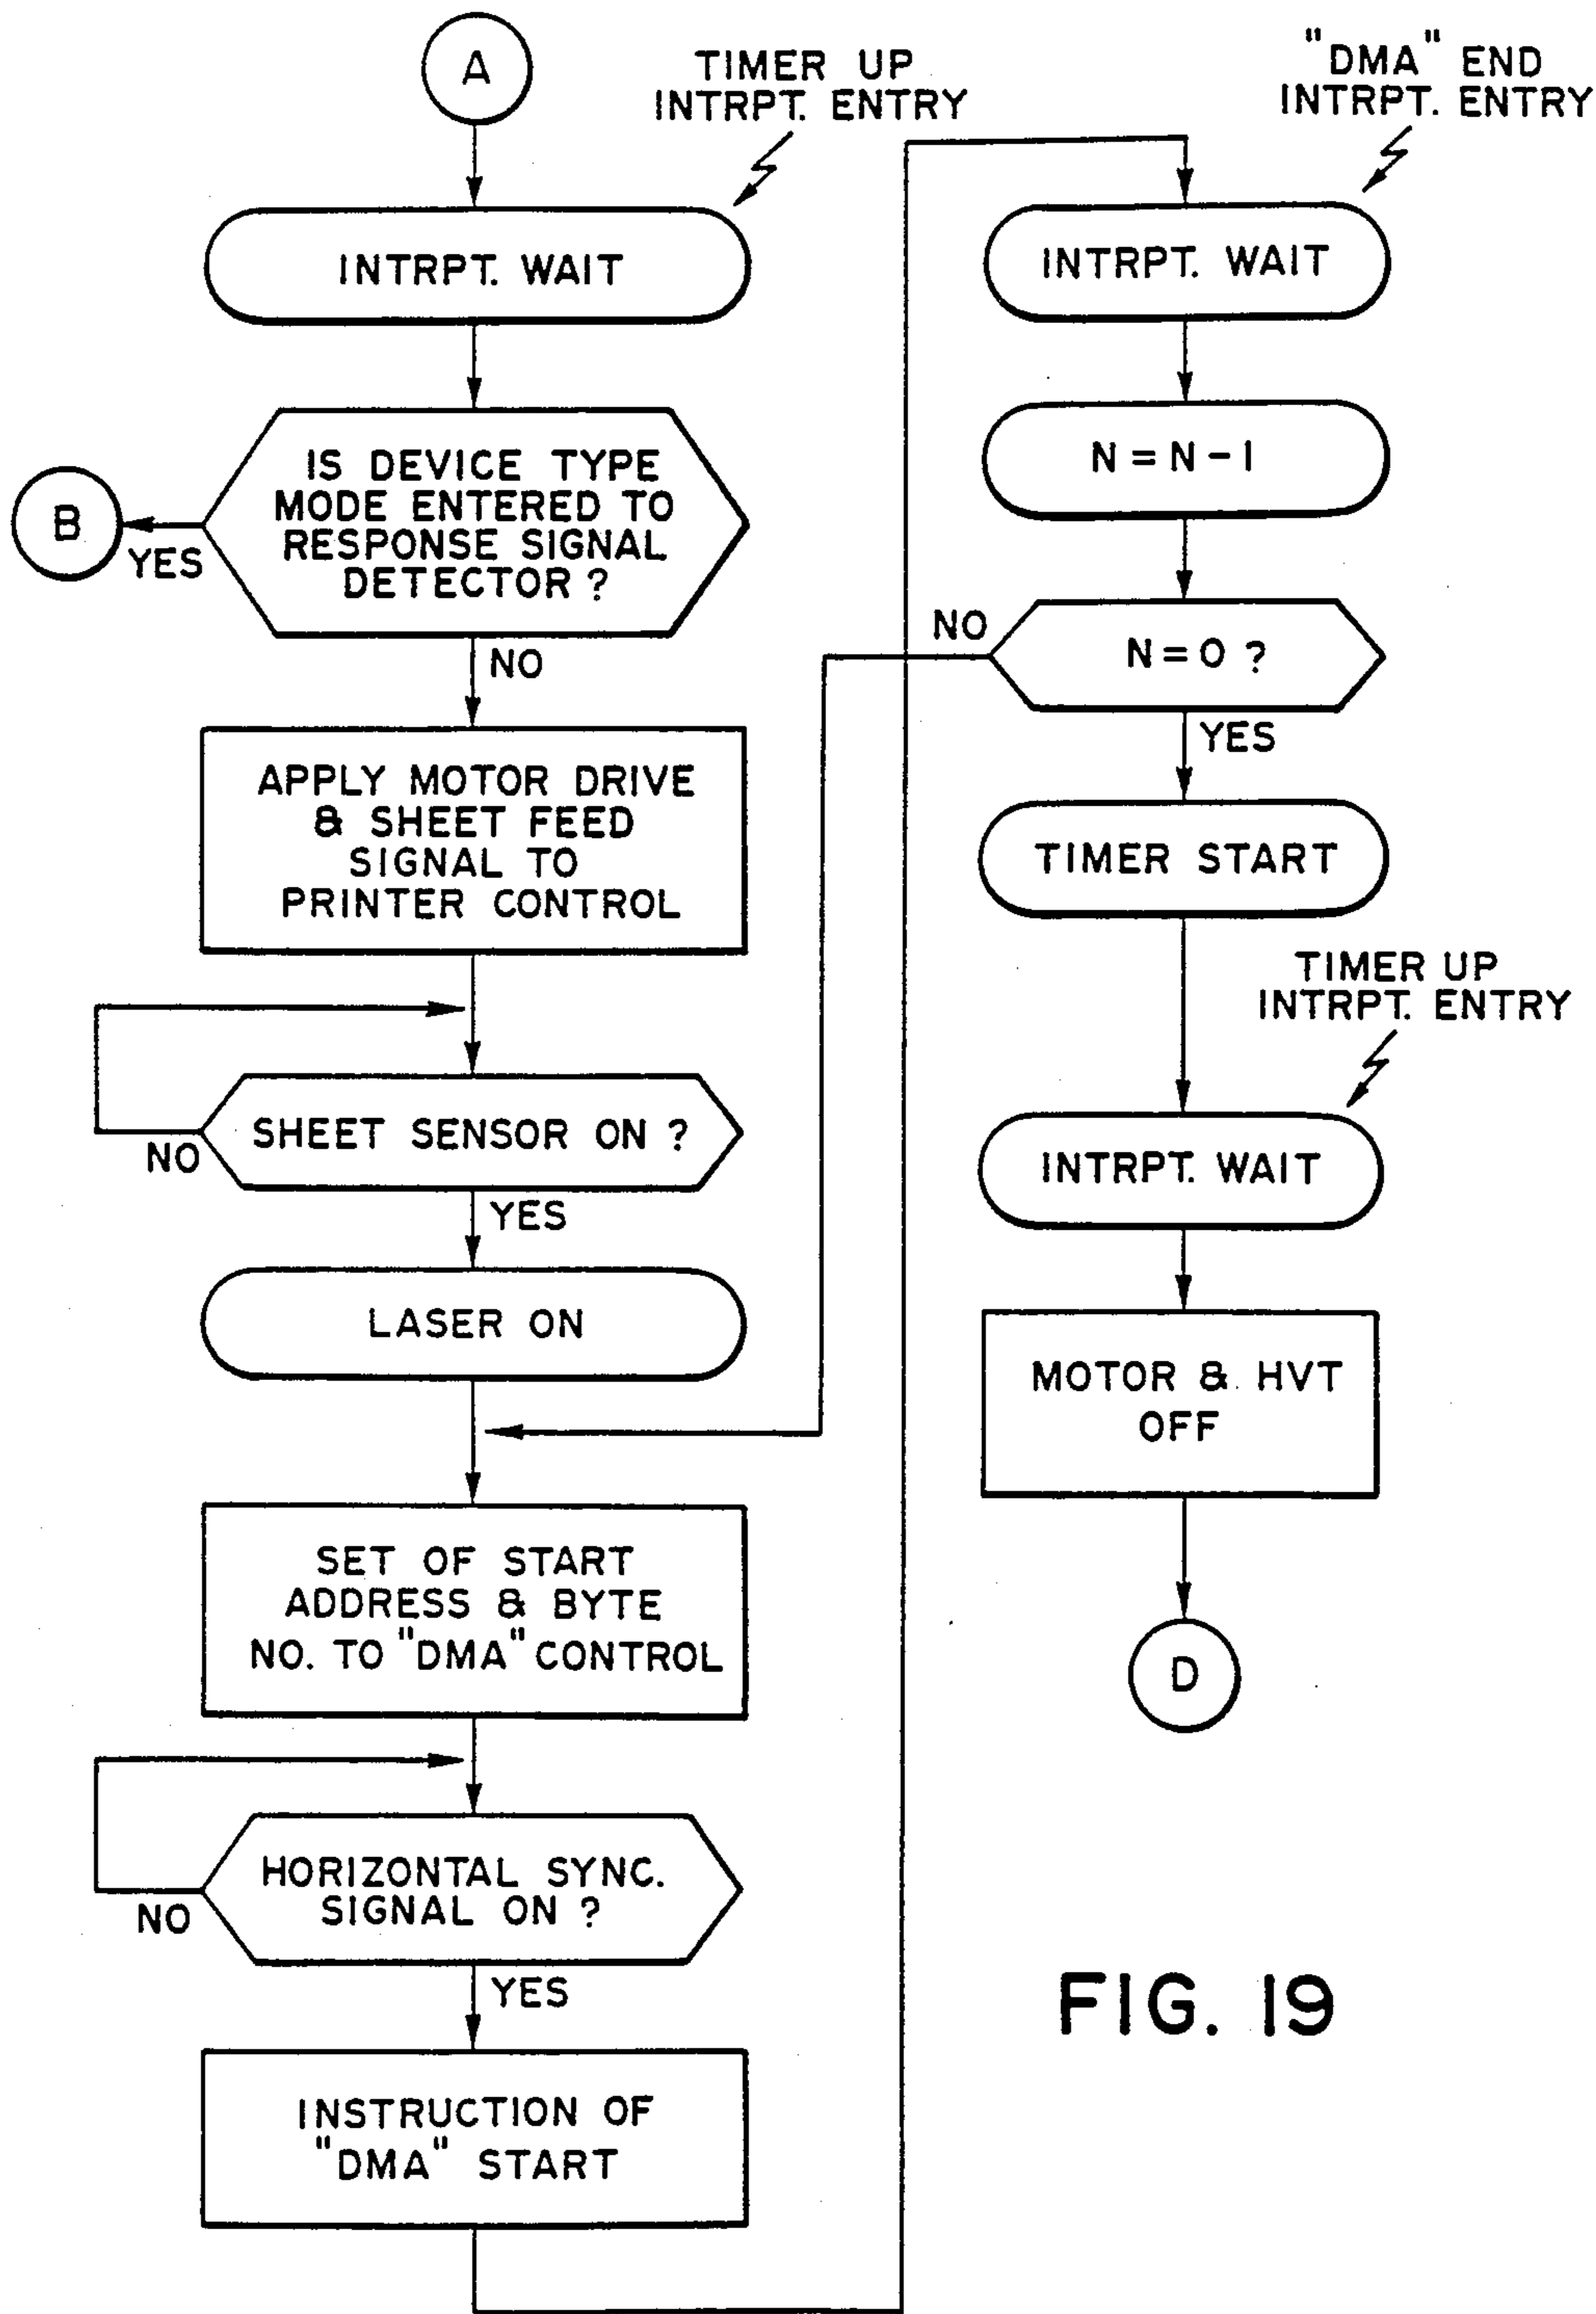 A
TIMER UP
INTRPT. ENTRY
INTRPT. WAIT
IS DEVICE TYPE
MODE ENTERED TO
RESPONSE SIGNAL
DETECTOR ?
YES
B
NO
APPLY MOTOR DRIVE
& SHEET FEED
SIGNAL TO
PRINTER CONTROL
SHEET SENSOR ON ?
NO
YES
LASER ON
SET OF START
ADDRESS & BYTE
NO. TO "DMA" CONTROL
HORIZONTAL SYNC.
SIGNAL ON ?
NO
YES
INSTRUCTION OF
"DMA" START
"DMA" END
INTRPT. ENTRY
INTRPT. WAIT
N = N - 1
NO
N = 0 ?
YES
TIMER START
TIMER UP
INTRPT. ENTRY
INTRPT. WAIT
MOTOR & HVT
OFF
D
FIG. 19